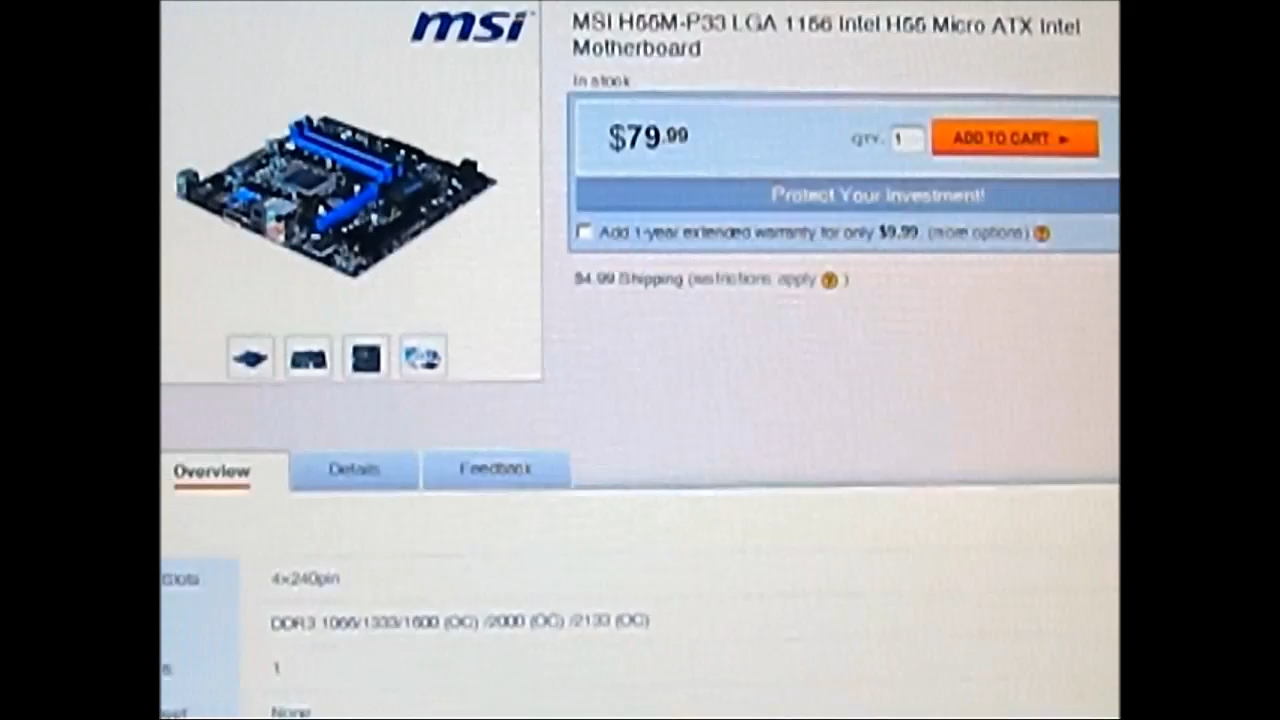 msi
MSI H55M-P33 LGA 1156 Intel H55 Micro ATX Intel
Motherboard
In stock
$79.99
QTY. 1
ADD TO CART ►
Protect Your Investment!
Add 1-year extended warranty for only $9.99 (more options) ?
$4.99 Shipping (restrictions apply ? )
Overview
Details
Feedback
Slots
4x240pin
DDR3 1066/1333/1600 (OC) /2000 (OC) /2133 (OC)
1
None